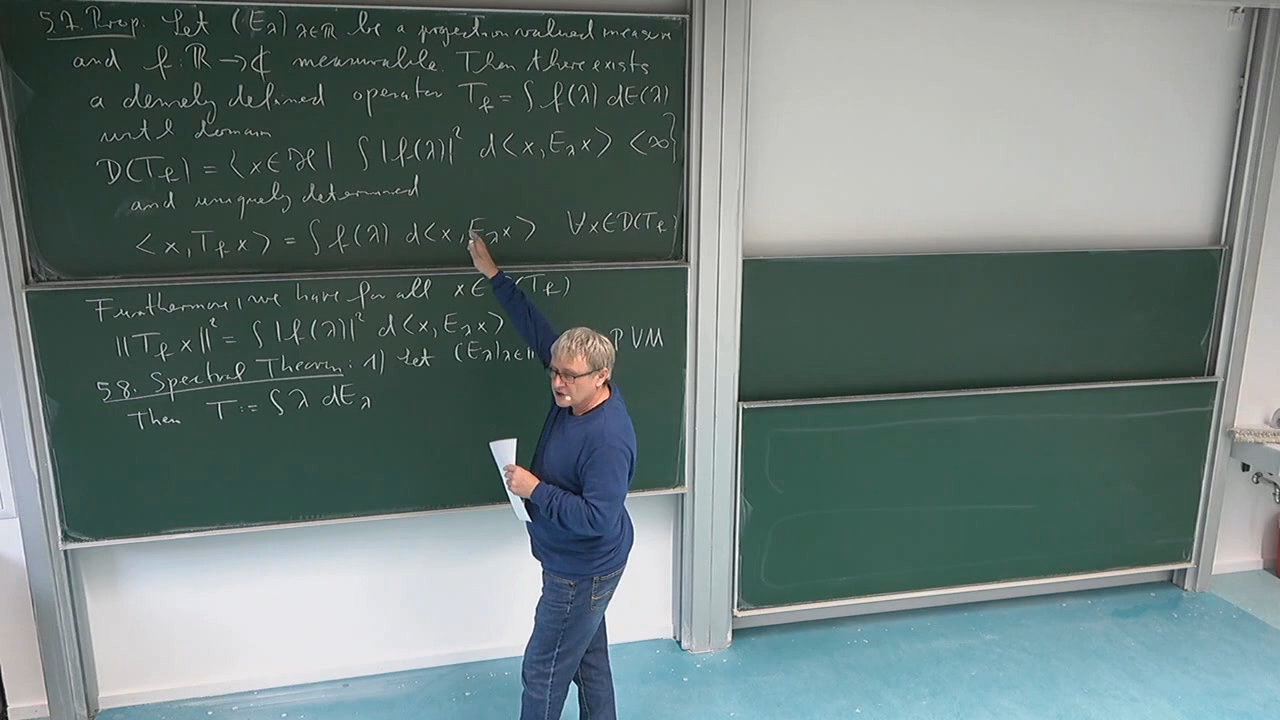 5.7. Prop. Let (E_λ)_{λ∈ℝ} be a projection valued measure
and f: ℝ → ℂ measurable. Then there exists
a densely defined operator T_f = ∫ f(λ) dE(λ)
with domain
D(T_f) = {x ∈ ℋ | ∫ |f(λ)|² d<x, E_λ x> < ∞}
and uniquely determined
<x, T_f x> = ∫ f(λ) d<x, E_λ x> ∀ x ∈ D(T_f)
Furthermore, we have for all x ∈ (T_f)
||T_f x||² = ∫ |f(λ)|² d<x, E_λ x>
5.8. Spectral Theorem: 1) Let (E_λ)_{λ∈ PVM
Then T := ∫ λ dE_λ